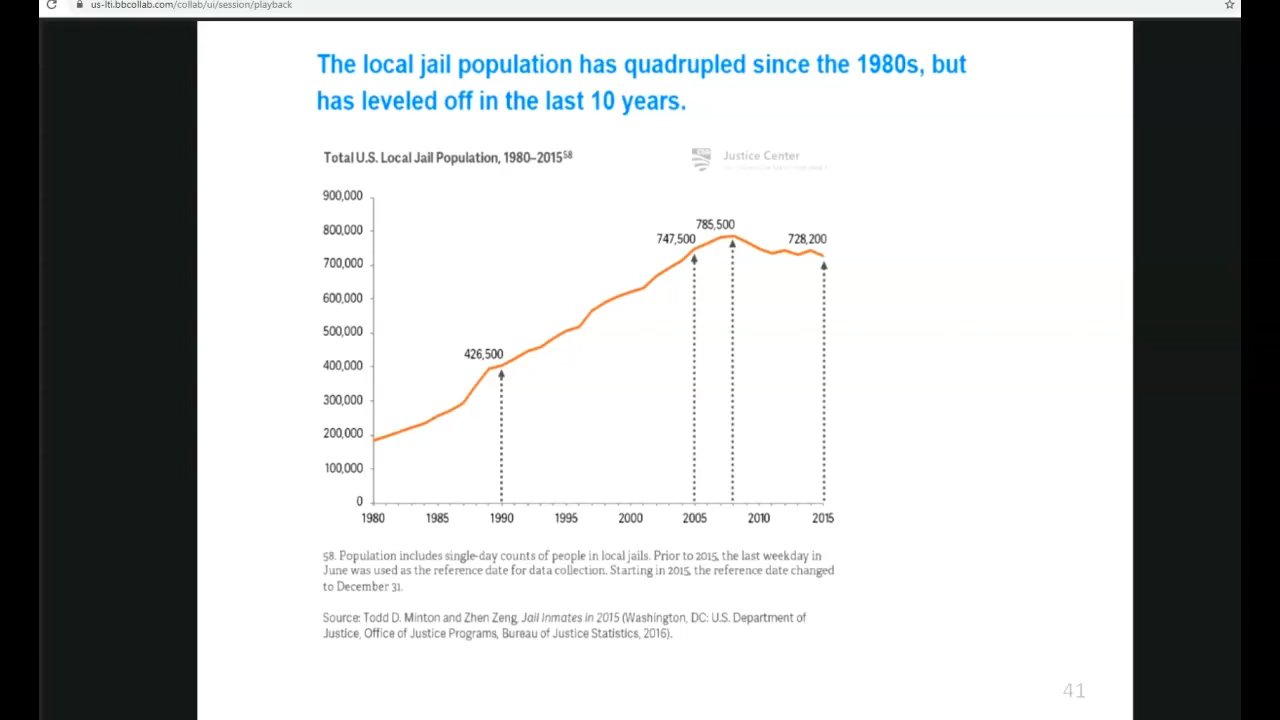 us-lti.bbcollab.com/collab/ui/session/playback
The local jail population has quadrupled since the 1980s, but
has leveled off in the last 10 years.
Total U.S. Local Jail Population, 1980–2015⁵⁸
Justice Center
900,000
800,000
700,000
600,000
500,000
400,000
300,000
200,000
100,000
0
426,500
747,500
785,500
728,200
1980 1985 1990 1995 2000 2005 2010 2015
58. Population includes single-day counts of people in local jails. Prior to 2015, the last weekday in
June was used as the reference date for data collection. Starting in 2015, the reference date changed
to December 31.
Source: Todd D. Minton and Zhen Zeng, Jail Inmates in 2015 (Washington, DC: U.S. Department of
Justice, Office of Justice Programs, Bureau of Justice Statistics, 2016).
41